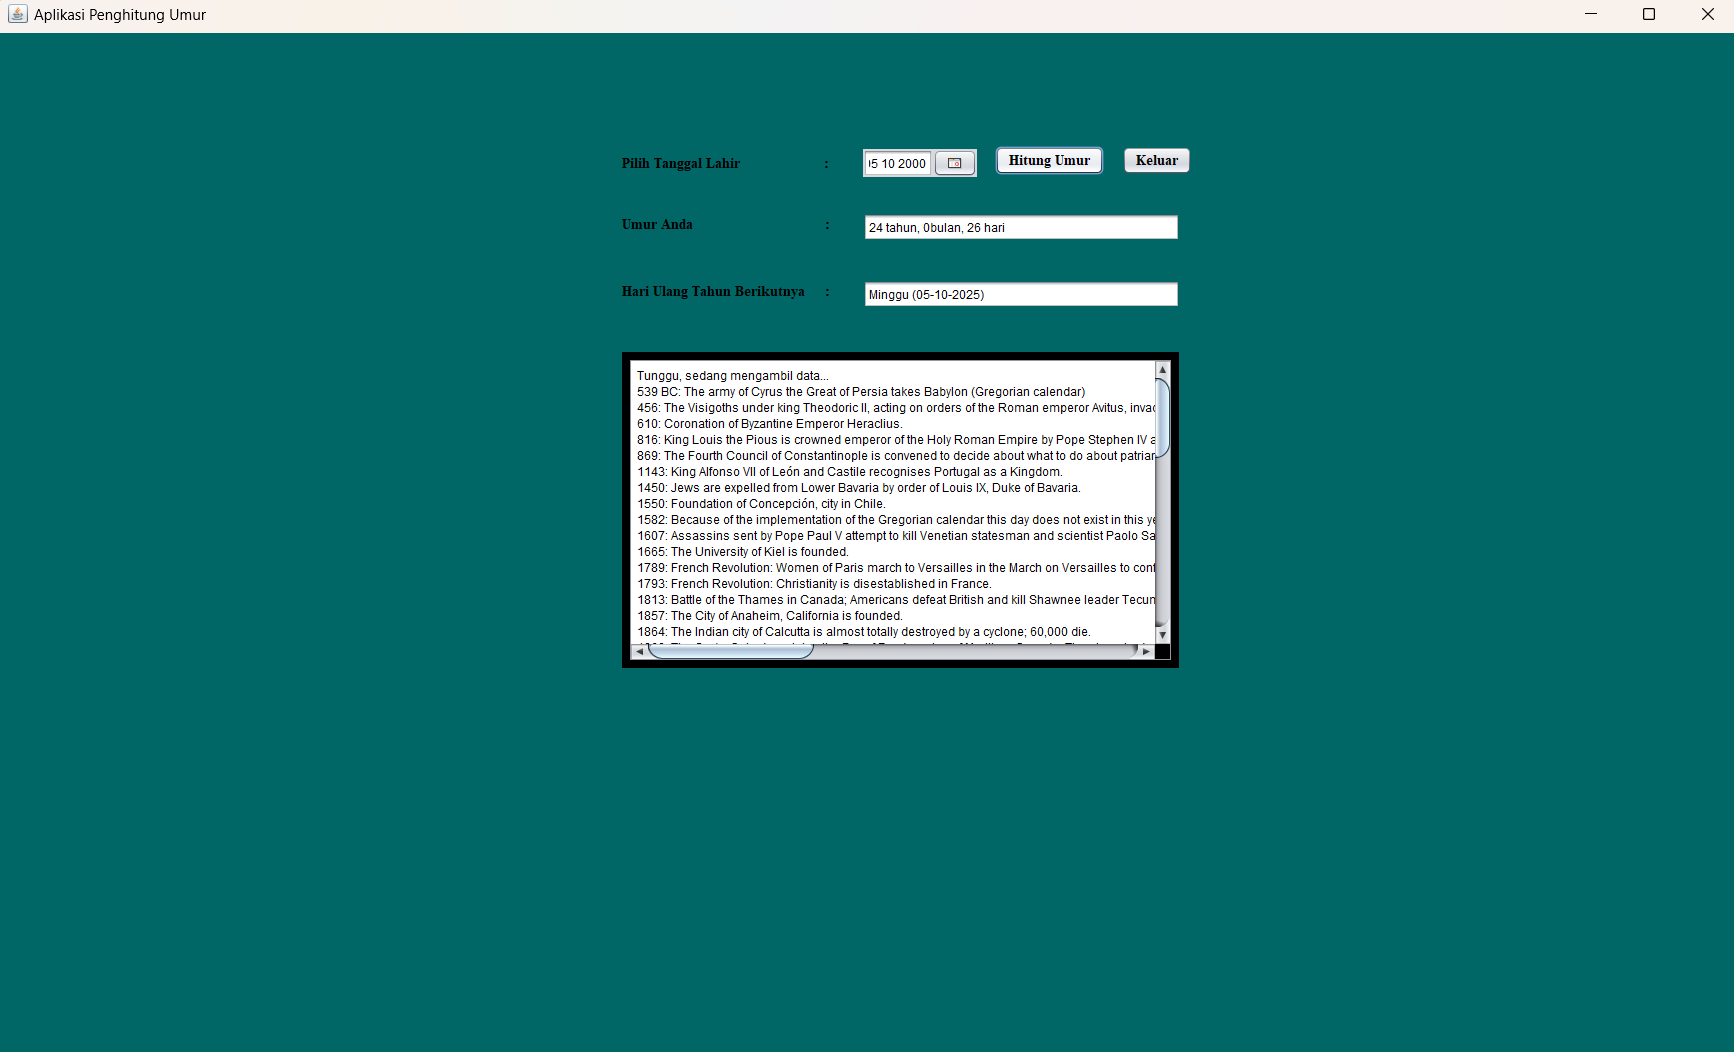 Aplikasi Penghitung Umur
Pilih Tanggal Lahir : 05 10 2000 Hitung Umur Keluar
Umur Anda : 24 tahun, 0bulan, 26 hari
Hari Ulang Tahun Berikutnya : Minggu (05-10-2025)
Tunggu, sedang mengambil data...
539 BC: The army of Cyrus the Great of Persia takes Babylon (Gregorian calendar)
456: The Visigoths under king Theodoric II, acting on orders of the Roman emperor Avitus, invad
610: Coronation of Byzantine Emperor Heraclius.
816: King Louis the Pious is crowned emperor of the Holy Roman Empire by Pope Stephen IV a
869: The Fourth Council of Constantinople is convened to decide about what to do about patriar
1143: King Alfonso VII of León and Castile recognises Portugal as a Kingdom.
1450: Jews are expelled from Lower Bavaria by order of Louis IX, Duke of Bavaria.
1550: Foundation of Concepción, city in Chile.
1582: Because of the implementation of the Gregorian calendar this day does not exist in this ye
1607: Assassins sent by Pope Paul V attempt to kill Venetian statesman and scientist Paolo Sa
1665: The University of Kiel is founded.
1789: French Revolution: Women of Paris march to Versailles in the March on Versailles to conf
1793: French Revolution: Christianity is disestablished in France.
1813: Battle of the Thames in Canada; Americans defeat British and kill Shawnee leader Tecum
1857: The City of Anaheim, California is founded.
1864: The Indian city of Calcutta is almost totally destroyed by a cyclone; 60,000 die.